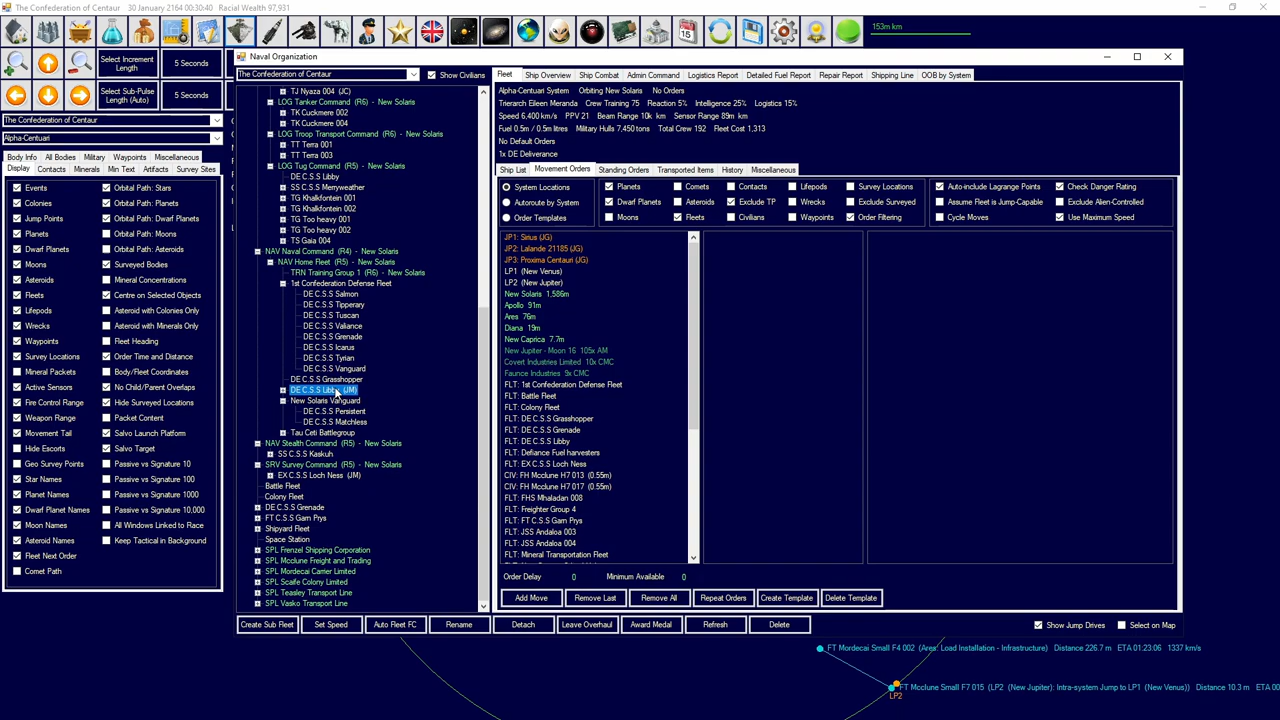 The Confederation of Centaur 30 January 2164 00:30:40 Racial Wealth 97,931
153m km
Select Increment Length
5 Seconds
Select Sub-Pulse Length (Auto)
5 Seconds
The Confederation of Centaur
Alpha-Centauri
Body Info All Bodies Military Waypoints Miscellaneous
Display Contacts Minerals Min Text Artifacts Survey Sites
Events Orbital Path: Stars
Colonies Orbital Path: Planets
Jump Points Orbital Path: Dwarf Planets
Planets Orbital Path: Moons
Dwarf Planets Orbital Path: Asteroids
Moons Surveyed Bodies
Asteroids Mineral Concentrations
Fleets Centre on Selected Objects
Lifepods Asteroid with Colonies Only
Wrecks Asteroid with Minerals Only
Waypoints Fleet Heading
Survey Locations Order Time and Distance
Mineral Packets Body/Fleet Coordinates
Active Sensors No Child/Parent Overlaps
Fire Control Range Hide Surveyed Locations
Weapon Range Packet Content
Movement Tail Salvo Launch Platform
Hide Escorts Salvo Target
Geo Survey Points Passive vs Signature 10
Star Names Passive vs Signature 100
Planet Names Passive vs Signature 1000
Dwarf Planet Names Passive vs Signature 10,000
Moon Names All Windows Linked to Race
Asteroid Names Keep Tactical in Background
Fleet Next Order
Comet Path
Naval Organization
The Confederation of Centaur Show Civilians
TJ Nyaza 004 (JC)
LOG Tanker Command (R6) - New Solaris
TK Cuckmere 002
TK Cuckmere 004
LOG Troop Transport Command (R6) - New Solaris
TT Terra 001
TT Terra 003
LOG Tug Command (R5) - New Solaris
DE C.S.S Libby
SS C.S.S Merryweather
TG Khalkfontein 001
TG Khalkfontein 002
TG Too heavy 001
TG Too heavy 002
TS Gaia 004
NAV Naval Command (R4) - New Solaris
NAV Home Fleet (R5) - New Solaris
TRN Training Group 1 (R6) - New Solaris
1st Confederation Defense Fleet
DE C.S.S Salmon
DE C.S.S Tipperary
DE C.S.S Tuscan
DE C.S.S Valiance
DE C.S.S Grenade
DE C.S.S Icarus
DE C.S.S Tyrian
DE C.S.S Vanguard
DE C.S.S Grasshopper
DE C.S.S Libby (JM)
New Solaris Vanguard
DE C.S.S Persistent
DE C.S.S Matchless
Tau Ceti Battlegroup
NAV Stealth Command (R5) - New Solaris
SS C.S.S Kaskuh
SRV Survey Command (R5) - New Solaris
EX C.S.S Loch Ness (JM)
Battle Fleet
Colony Fleet
DE C.S.S Grenade
FT C.S.S Garn Prys
Shipyard Fleet
Space Station
SPL Frenzel Shipping Corporation
SPL Mcclune Freight and Trading
SPL Mordecai Carrier Limited
SPL Scaife Colony Limited
SPL Teasley Transport Line
SPL Vasko Transport Line
Fleet Ship Overview Ship Combat Admin Command Logistics Report Detailed Fuel Report Repair Report Shipping Line OOB by System
Alpha-Centauri System Orbiting New Solaris No Orders
Trierarch Eileen Meranda Crew Training 75 Reaction 5% Intelligence 25% Logistics 15%
Speed 6,400 km/s PPV 21 Beam Range 10k km Sensor Range 89m km
Fuel 0.5m / 0.5m litres Military Hulls 7,450 tons Total Crew 192 Fleet Cost 1,313
No Default Orders
1x DE Deliverance
Ship List Movement Orders Standing Orders Transported Items History Miscellaneous
System Locations Planets Comets Contacts Lifepods Survey Locations Auto-include Lagrange Points Check Danger Rating
Autoroute by System Dwarf Planets Asteroids Exclude TP Wrecks Exclude Surveyed Assume Fleet is Jump-Capable Exclude Alien-Controlled
Order Templates Moons Fleets Civilians Waypoints Order Filtering Cycle Moves Use Maximum Speed
JP1: Sirius (JG)
JP2: Lalande 21185 (JG)
JP3: Proxima Centauri (JG)
LP1 (New Venus)
LP2 (New Jupiter)
New Solaris 1,586m
Apollo 91m
Ares 76m
Diana 19m
New Caprica 7.7m
New Jupiter - Moon 16 105x AM
Covert Industries Limited 10x CMC
Faunce Industries 9x CMC
FLT: 1st Confederation Defense Fleet
FLT: Battle Fleet
FLT: Colony Fleet
FLT: DE C.S.S Grasshopper
FLT: DE C.S.S Grenade
FLT: DE C.S.S Libby
FLT: Defiance Fuel harvesters
FLT: EX C.S.S Loch Ness
CIV: FH Mcclune H7 013 (0.55m)
CIV: FH Mcclune H7 017 (0.55m)
FLT: FHS Mhaladan 008
FLT: Freighter Group 4
FLT: FT C.S.S Garn Prys
FLT: JSS Andaloa 003
FLT: JSS Andaloa 004
FLT: Mineral Transportation Fleet
Order Delay 0 Minimum Available 0
Add Move Remove Last Remove All Repeat Orders Create Template Delete Template
Create Sub Fleet Set Speed Auto Fleet FC Rename Detach Leave Overhaul Award Medal Refresh Delete Show Jump Drives Select on Map
FT Mordecai Small F4 002 (Ares: Load Installation - Infrastructure) Distance 226.7 m ETA 01:23:06 1337 km/s
FT Mcclune Small F7 015 (LP2 (New Jupiter): Intra-system Jump to LP1 (New Venus)) Distance 10.3 m ETA 00
LP2